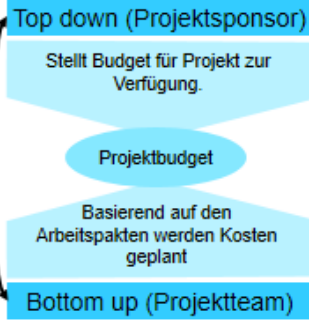 Top down (Projektsponsor)
Stellt Budget für Projekt zur
Verfügung.
Projektbudget
Basierend auf den
Arbeitspakten werden Kosten
geplant
Bottom up (Projektteam)